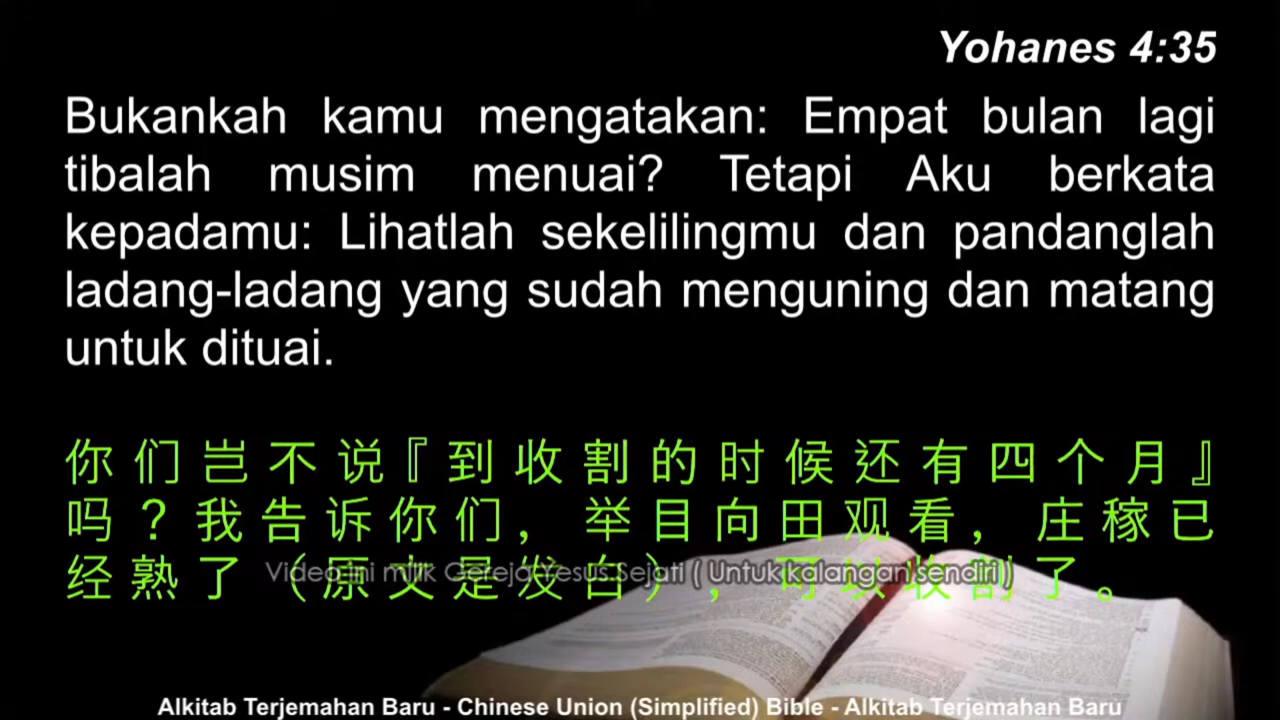 Yohanes 4:35
Bukankah kamu mengatakan: Empat bulan lagi
tibalah musim menuai? Tetapi Aku berkata
kepadamu: Lihatlah sekelilingmu dan pandanglah
ladang-ladang yang sudah menguning dan matang
untuk dituai.
你们岂不说『到收割的时候还有四个月』
吗？我告诉你们，举目向田观看，庄稼已
经熟了（原文是发白），可以收割了。
Video ini milik Gereja Yesus Sejati ( Untuk kalangan sendiri )
Alkitab Terjemahan Baru - Chinese Union (Simplified) Bible - Alkitab Terjemahan Baru